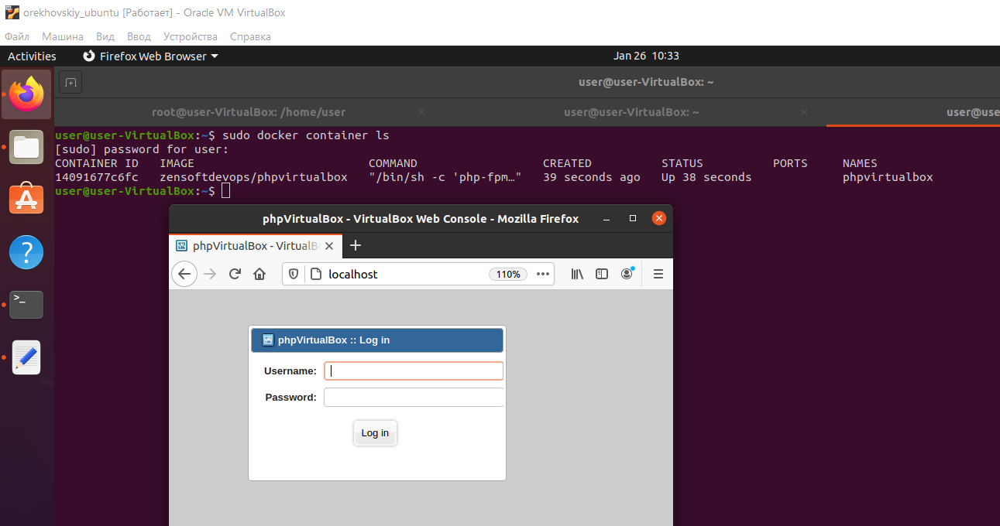 orekhovskiy_ubuntu [Работает] - Oracle VM VirtualBox
Файл Машина Вид Ввод Устройства Справка
Activities Firefox Web Browser Jan 26 10:33
user@user-VirtualBox: ~
root@user-VirtualBox: /home/user user@user-VirtualBox: ~ user@use
user@user-VirtualBox:~$ sudo docker container ls
[sudo] password for user:
CONTAINER ID IMAGE COMMAND CREATED STATUS PORTS NAMES
14091677c6fc zensoftdevops/phpvirtualbox "/bin/sh -c 'php-fpm…" 39 seconds ago Up 38 seconds phpvirtualbox
user@user-VirtualBox:~$
phpVirtualBox - VirtualBox Web Console - Mozilla Firefox
phpVirtualBox - VirtualB
localhost 110%
phpVirtualBox :: Log in
Username:
Password:
Log in